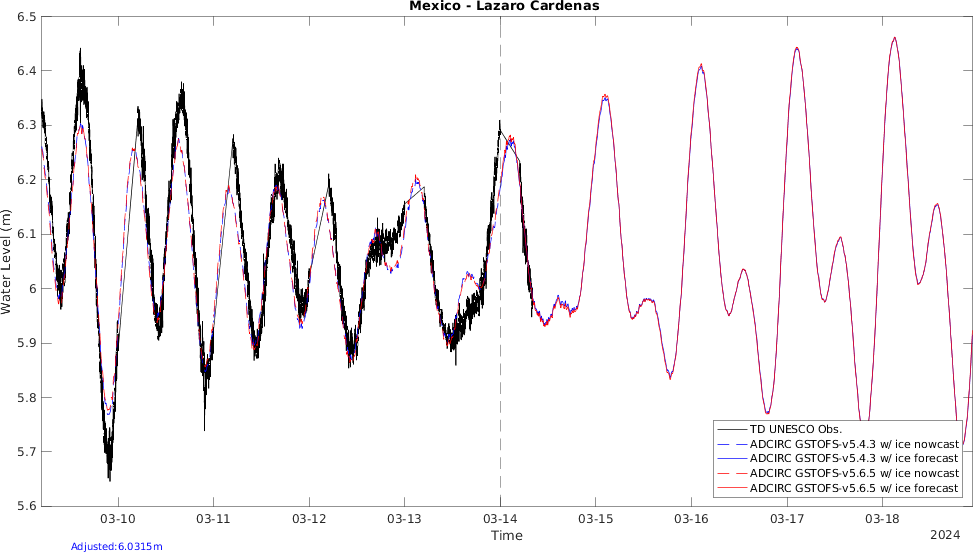 Mexico - Lazaro Cardenas
6.5
6.4
6.3
6.2
6.1
6
5.9
5.8
5.7
5.6
Water Level (m)
TD UNESCO Obs.
ADCIRC GSTOFS-v5.4.3 w/ ice nowcast
ADCIRC GSTOFS-v5.4.3 w/ ice forecast
ADCIRC GSTOFS-v5.6.5 w/ ice nowcast
ADCIRC GSTOFS-v5.6.5 w/ ice forecast
03-10 03-11 03-12 03-13 03-14 03-15 03-16 03-17 03-18
Time
2024
Adjusted:6.0315m